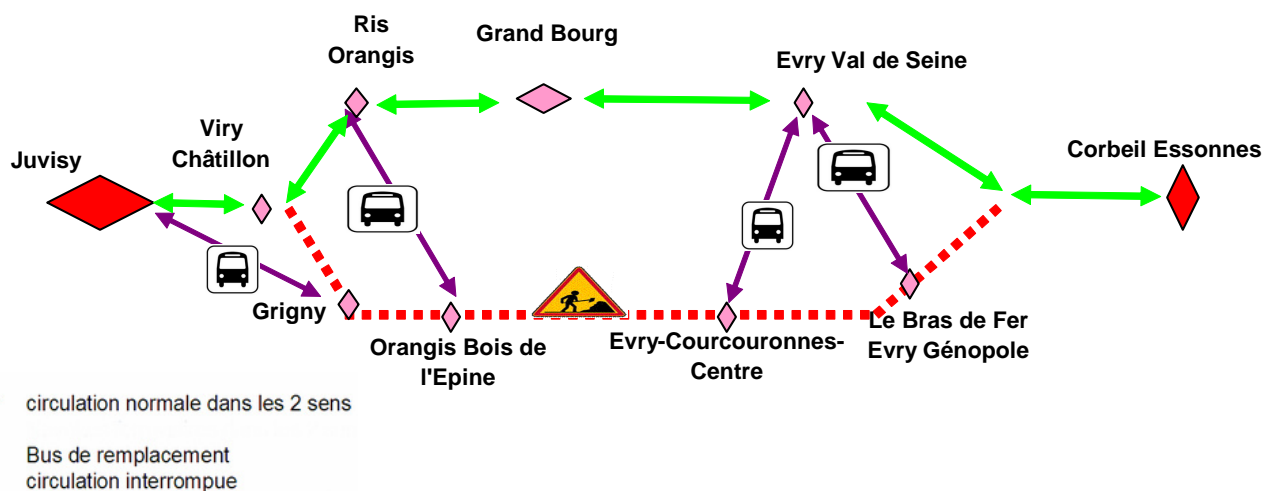 Ris
Orangis
Grand Bourg
Evry Val de Seine
Viry
Châtillon
Juvisy
Corbeil Essonnes
Grigny
Orangis Bois de
l'Epine
Evry-Courcouronnes-
Centre
Le Bras de Fer
Evry Génopole
circulation normale dans les 2 sens
Bus de remplacement
circulation interrompue